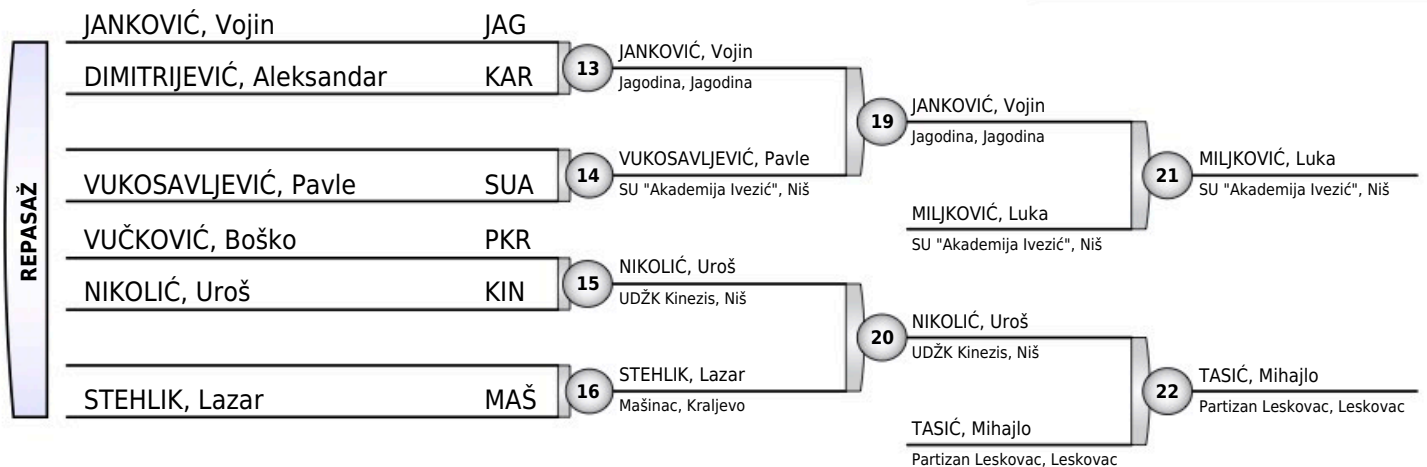 REPASAŽ
JANKOVIĆ, Vojin JAG
DIMITRIJEVIĆ, Aleksandar KAR
VUKOSAVLJEVIĆ, Pavle SUA
VUČKOVIĆ, Boško PKR
NIKOLIĆ, Uroš KIN
STEHLIK, Lazar MAŠ
13
JANKOVIĆ, Vojin
Jagodina, Jagodina
14
VUKOSAVLJEVIĆ, Pavle
SU "Akademija Ivezić", Niš
15
NIKOLIĆ, Uroš
UDŽK Kinezis, Niš
16
STEHLIK, Lazar
Mašinac, Kraljevo
19
JANKOVIĆ, Vojin
Jagodina, Jagodina
MILJKOVIĆ, Luka
SU "Akademija Ivezić", Niš
20
NIKOLIĆ, Uroš
UDŽK Kinezis, Niš
TASIĆ, Mihajlo
Partizan Leskovac, Leskovac
21
MILJKOVIĆ, Luka
SU "Akademija Ivezić", Niš
22
TASIĆ, Mihajlo
Partizan Leskovac, Leskovac